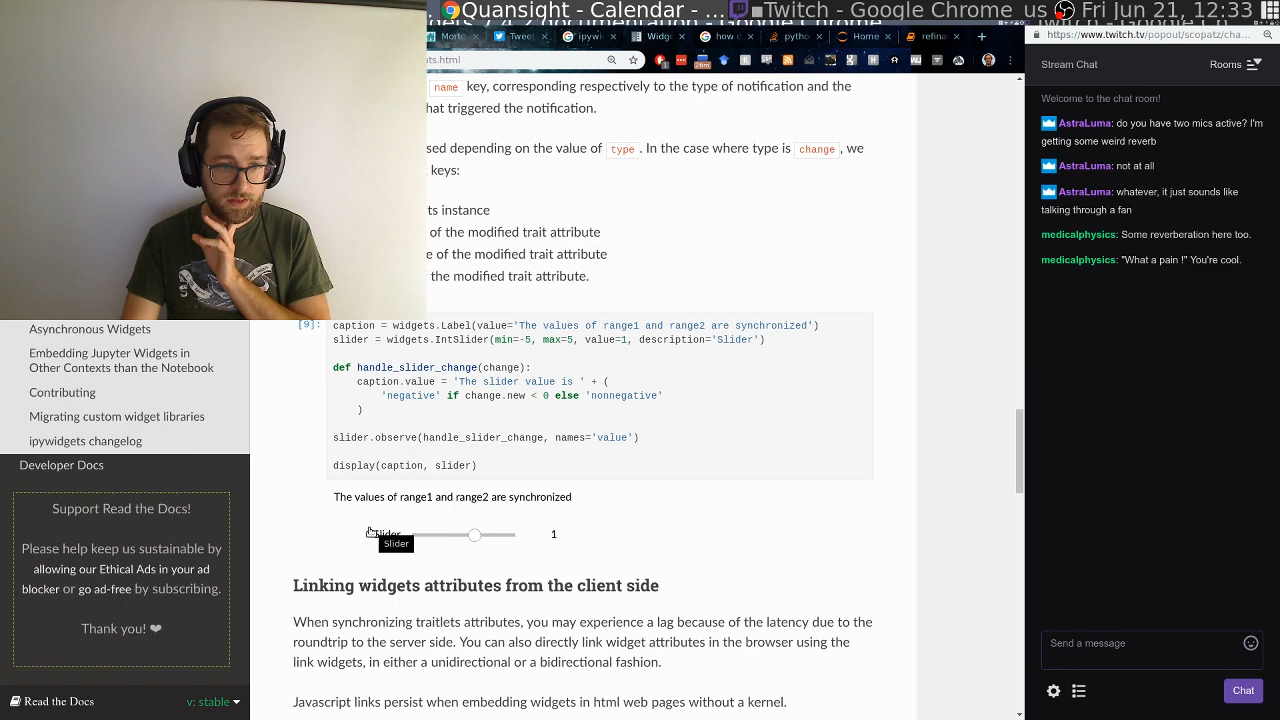 Quansight - Calendar - ...
Twitch - Google Chrome
us
Fri Jun 21, 12:33
Tweet
ipywi
Widge
how c
pytho
Home
refina
nts.html
26m
https://www.twitch.tv/popout/scopatz/cha...
name key, corresponding respectively to the type of notification and the
hat triggered the notification.
sed depending on the value of type . In the case where type is change , we
keys:
ts instance
of the modified trait attribute
e of the modified trait attribute
f the modified trait attribute.
[9]:
caption = widgets.Label(value='The values of range1 and range2 are synchronized')
slider = widgets.IntSlider(min=-5, max=5, value=1, description='Slider')
def handle_slider_change(change):
caption.value = 'The slider value is ' + (
'negative' if change.new < 0 else 'nonnegative'
)
slider.observe(handle_slider_change, names='value')
display(caption, slider)
The values of range1 and range2 are synchronized
Slider
1
Slider
Linking widgets attributes from the client side
When synchronizing traitlets attributes, you may experience a lag because of the latency due to the
roundtrip to the server side. You can also directly link widget attributes in the browser using the
link widgets, in either a unidirectional or a bidirectional fashion.
Javascript links persist when embedding widgets in html web pages without a kernel.
Asynchronous Widgets
Embedding Jupyter Widgets in
Other Contexts than the Notebook
Contributing
Migrating custom widget libraries
ipywidgets changelog
Developer Docs
Support Read the Docs!
Please help keep us sustainable by
allowing our Ethical Ads in your ad
blocker or go ad-free by subscribing.
Thank you! ❤
Read the Docs
v: stable
Stream Chat
Rooms
Welcome to the chat room!
AstraLuma: do you have two mics active? I'm
getting some weird reverb
AstraLuma: not at all
AstraLuma: whatever, it just sounds like
talking through a fan
medicalphysics: Some reverberation here too.
medicalphysics: "What a pain !" You're cool.
Send a message
Chat